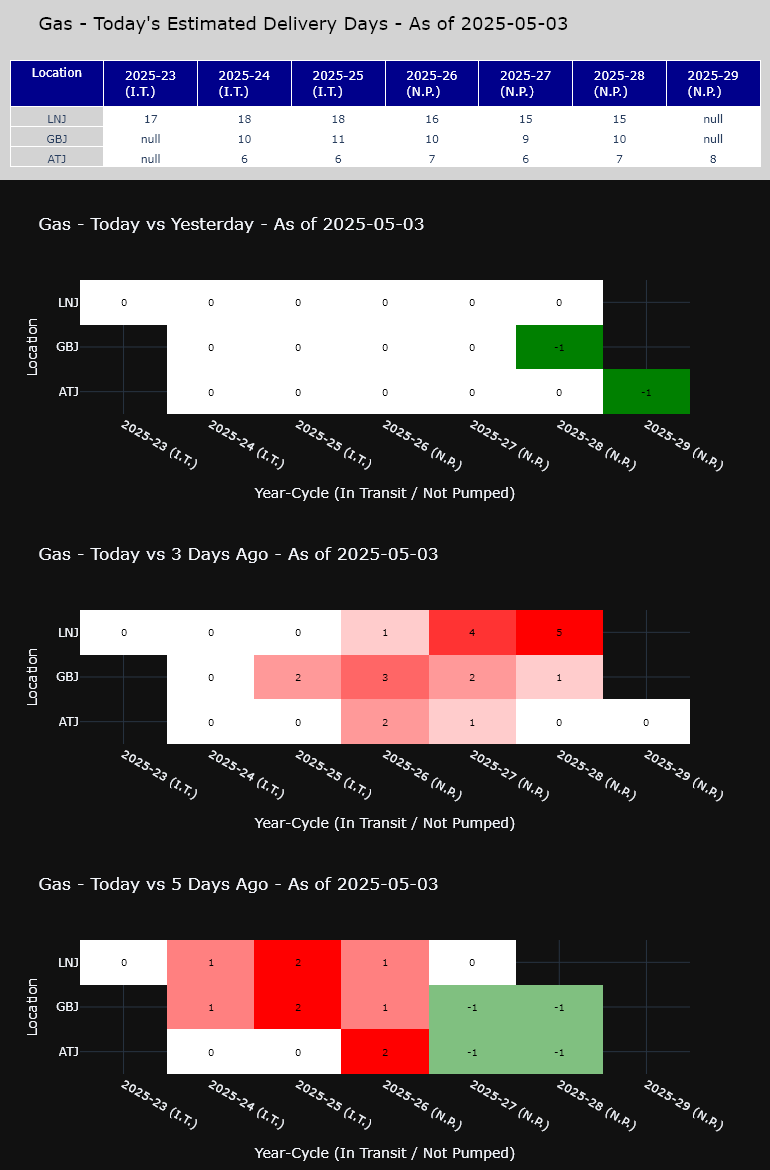 Gas - Today's Estimated Delivery Days - As of 2025-05-03
Location 2025-23 (I.T.) 2025-24 (I.T.) 2025-25 (I.T.) 2025-26 (N.P.) 2025-27 (N.P.) 2025-28 (N.P.) 2025-29 (N.P.)
LNJ 17 18 18 16 15 15 null
GBJ null 10 11 10 9 10 null
ATJ null 6 6 7 6 7 8
Gas - Today vs Yesterday - As of 2025-05-03
Location
LNJ 0 0 0 0 0 0
GBJ 0 0 0 0 -1
ATJ 0 0 0 0 0 -1
2025-23 (I.T.) 2025-24 (I.T.) 2025-25 (I.T.) 2025-26 (N.P.) 2025-27 (N.P.) 2025-28 (N.P.) 2025-29 (N.P.)
Year-Cycle (In Transit / Not Pumped)
Gas - Today vs 3 Days Ago - As of 2025-05-03
Location
LNJ 0 0 0 1 4 5
GBJ 0 2 3 2 1
ATJ 0 0 2 1 0 0
2025-23 (I.T.) 2025-24 (I.T.) 2025-25 (I.T.) 2025-26 (N.P.) 2025-27 (N.P.) 2025-28 (N.P.) 2025-29 (N.P.)
Year-Cycle (In Transit / Not Pumped)
Gas - Today vs 5 Days Ago - As of 2025-05-03
Location
LNJ 0 1 2 1 0
GBJ 1 2 1 -1 -1
ATJ 0 0 2 -1 -1
2025-23 (I.T.) 2025-24 (I.T.) 2025-25 (I.T.) 2025-26 (N.P.) 2025-27 (N.P.) 2025-28 (N.P.) 2025-29 (N.P.)
Year-Cycle (In Transit / Not Pumped)